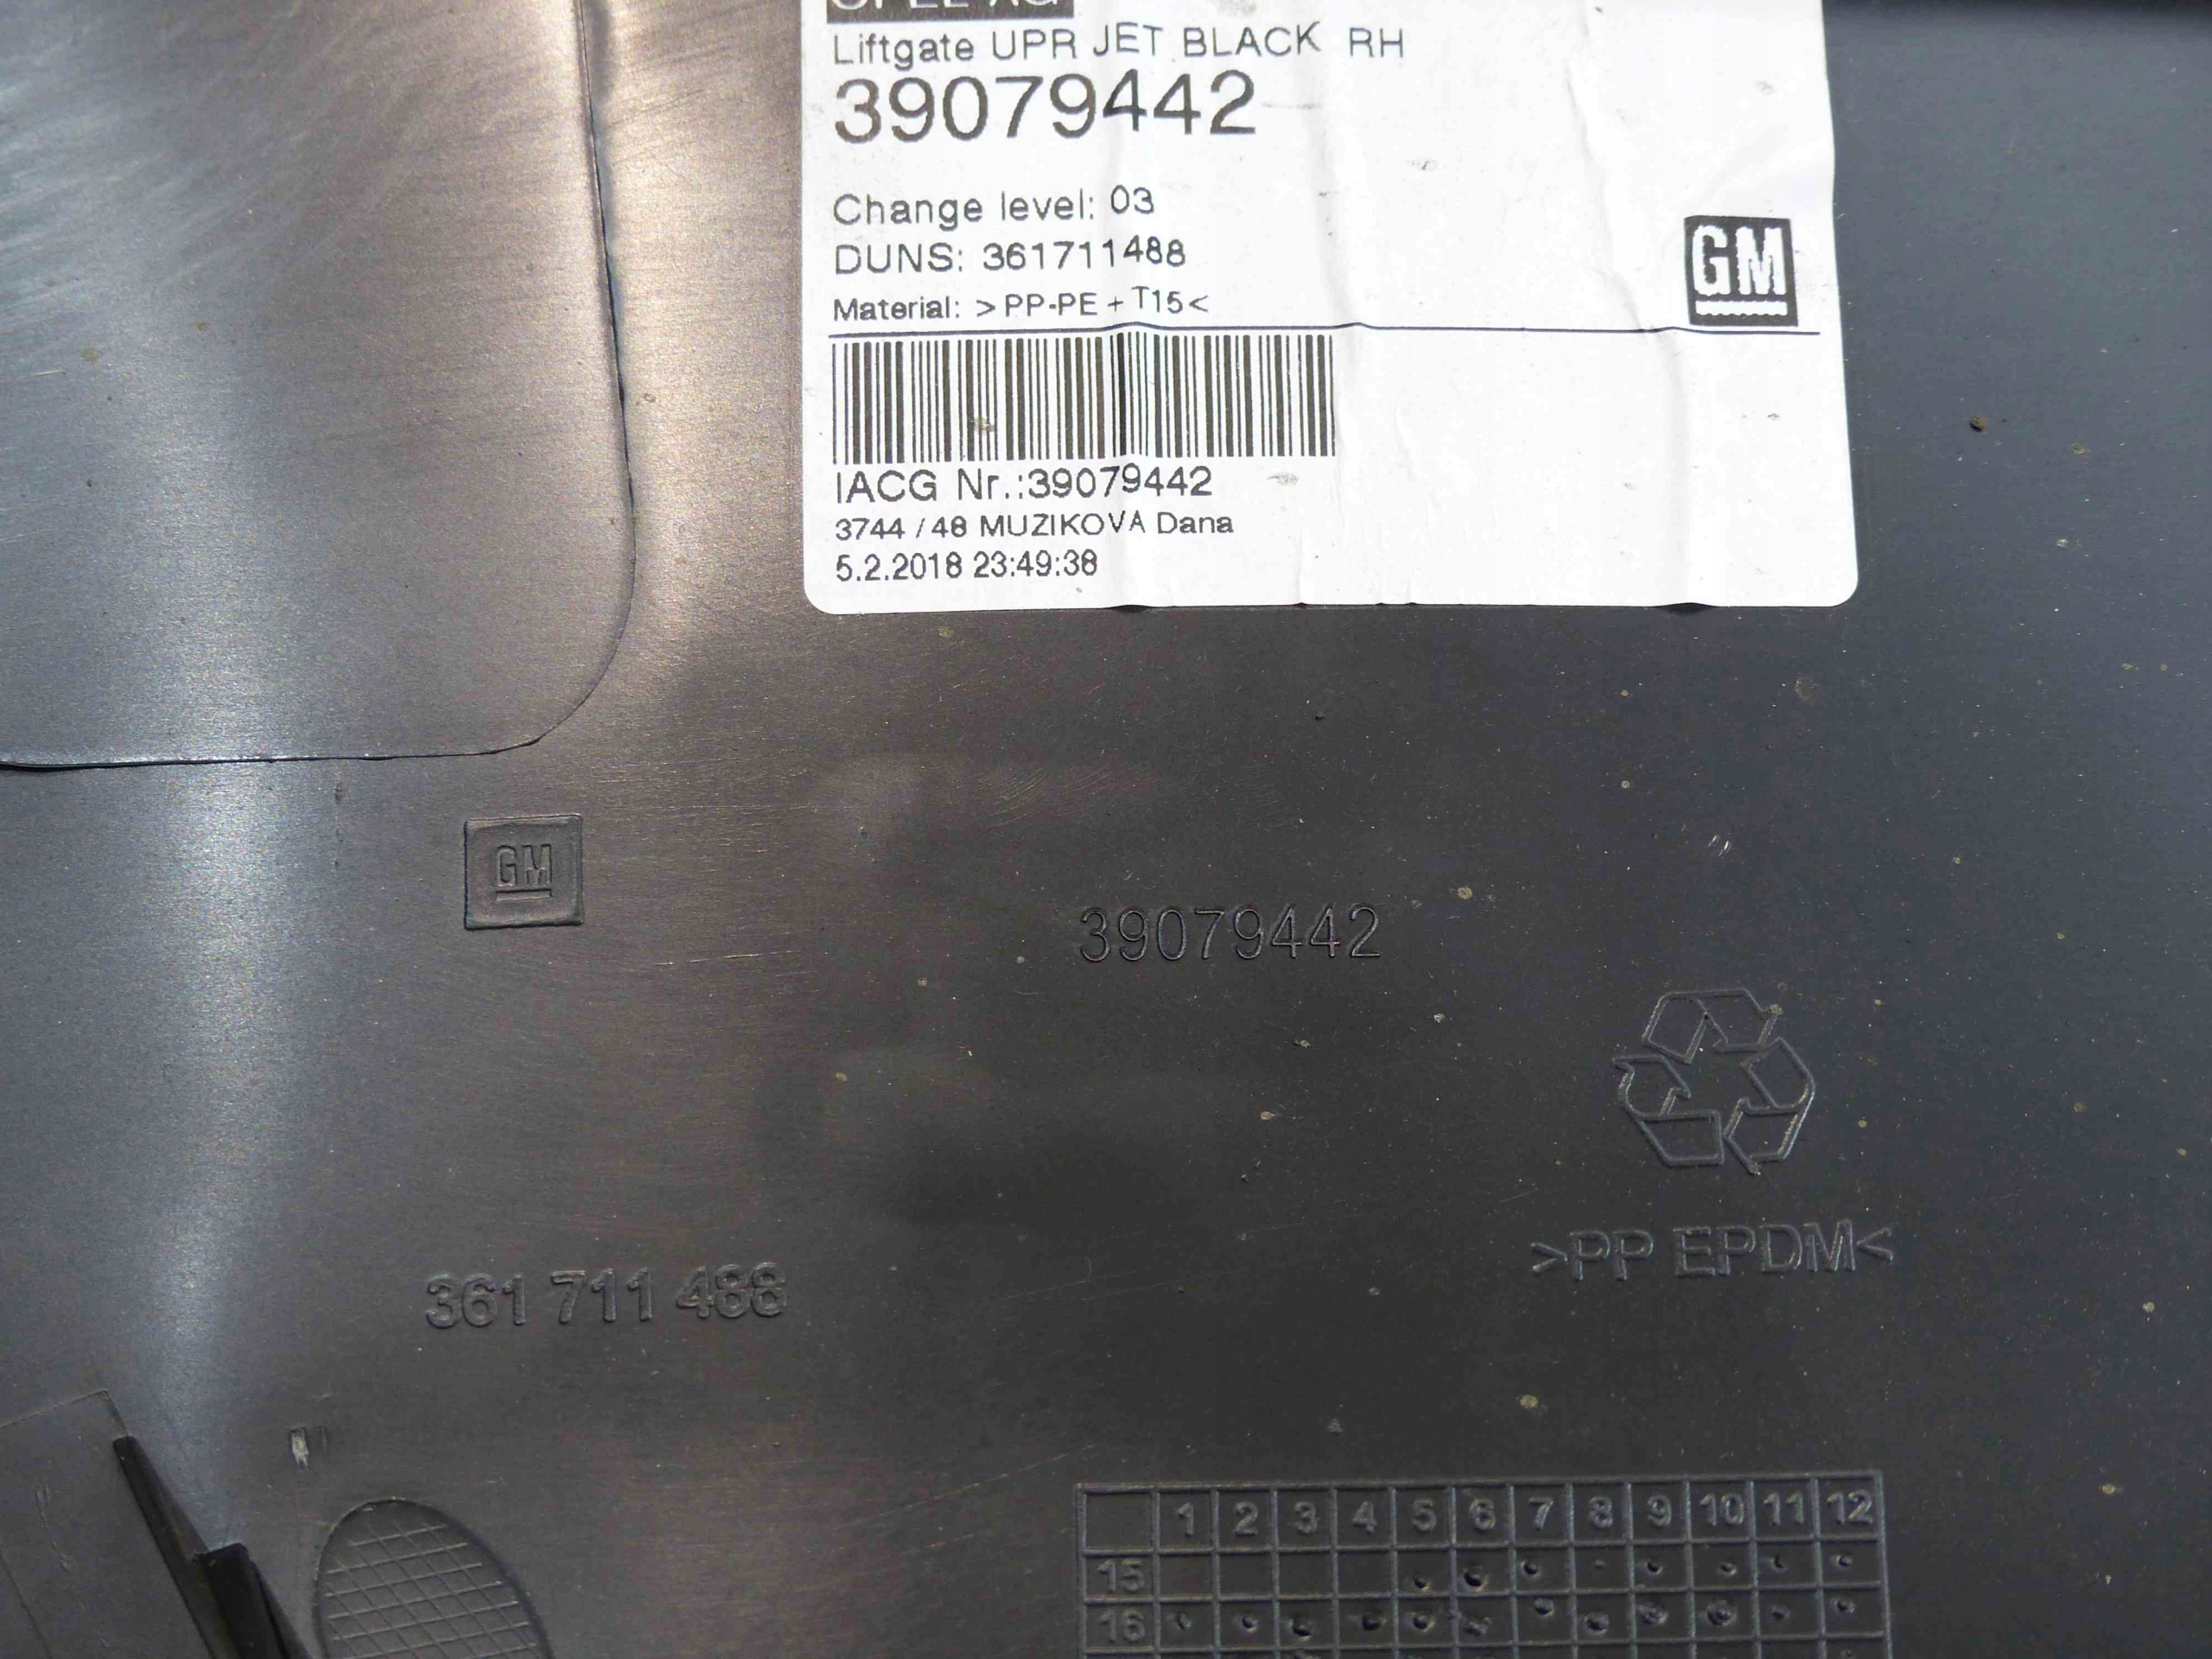 OPEL AG
Liftgate UPR JET BLACK RH
39079442
Change level: 03
DUNS: 361711488
Material: >PP-PE + T15<
GM
IACG Nr.:39079442
3744 / 48 MUZIKOVA Dana
5.2.2018 23:49:38
GM
39079442
361 711 488
>PP EPDM<
1 2 3 4 5 6 7 8 9 10 11 12
15
16